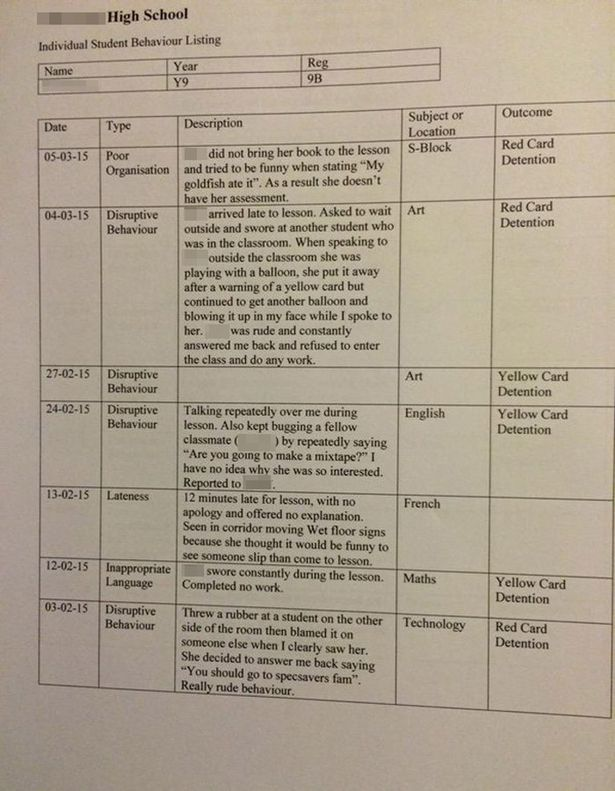 High School
Individual Student Behaviour Listing
Name Year Reg
Y9 9B
Date Type Description Subject or Location Outcome
05-03-15 Poor Organisation
did not bring her book to the lesson
and tried to be funny when stating “My
goldfish ate it”. As a result she doesn’t
have her assessment.
S-Block
Red Card
Detention
04-03-15 Disruptive
Behaviour
arrived late to lesson. Asked to wait
outside and swore at another student who
was in the classroom. When speaking to
outside the classroom she was
playing with a balloon, she put it away
after a warning of a yellow card but
continued to get another balloon and
blowing it up in my face while I spoke to
her. was rude and constantly
answered me back and refused to enter
the class and do any work.
Art
Red Card
Detention
27-02-15 Disruptive
Behaviour
Art
Yellow Card
Detention
24-02-15 Disruptive
Behaviour
Talking repeatedly over me during
lesson. Also kept bugging a fellow
classmate ( ) by repeatedly saying
“Are you going to make a mixtape?” I
have no idea why she was so interested.
Reported to .
English
Yellow Card
Detention
13-02-15 Lateness
12 minutes late for lesson, with no
apology and offered no explanation.
Seen in corridor moving Wet floor signs
because she thought it would be funny to
see someone slip than come to lesson.
French
12-02-15 Inappropriate
Language
swore constantly during the lesson.
Completed no work.
Maths
Yellow Card
Detention
03-02-15 Disruptive
Behaviour
Threw a rubber at a student on the other
side of the room then blamed it on
someone else when I clearly saw her.
She decided to answer me back saying
“You should go to specsavers fam”.
Really rude behaviour.
Technology
Red Card
Detention